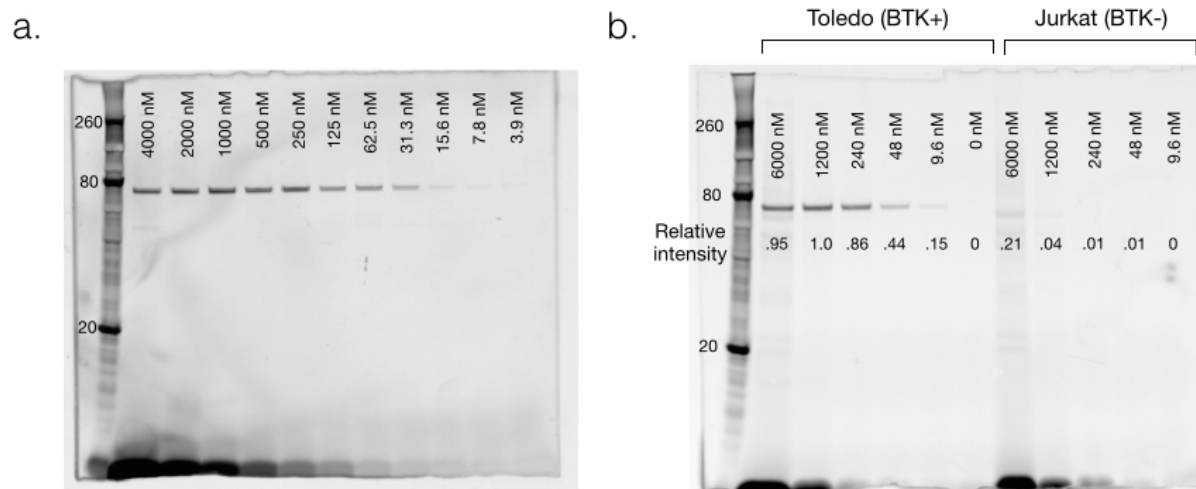 a.
260
80
20
4000 nM
2000 nM
1000 nM
500 nM
250 nM
125 nM
62.5 nM
31.3 nM
15.6 nM
7.8 nM
3.9 nM
b.
Toledo (BTK+) Jurkat (BTK-)
260
80
20
6000 nM
1200 nM
240 nM
48 nM
9.6 nM
0 nM
6000 nM
1200 nM
240 nM
48 nM
9.6 nM
Relative
intensity
.95 1.0 .86 .44 .15 0 .21 .04 .01 .01 0